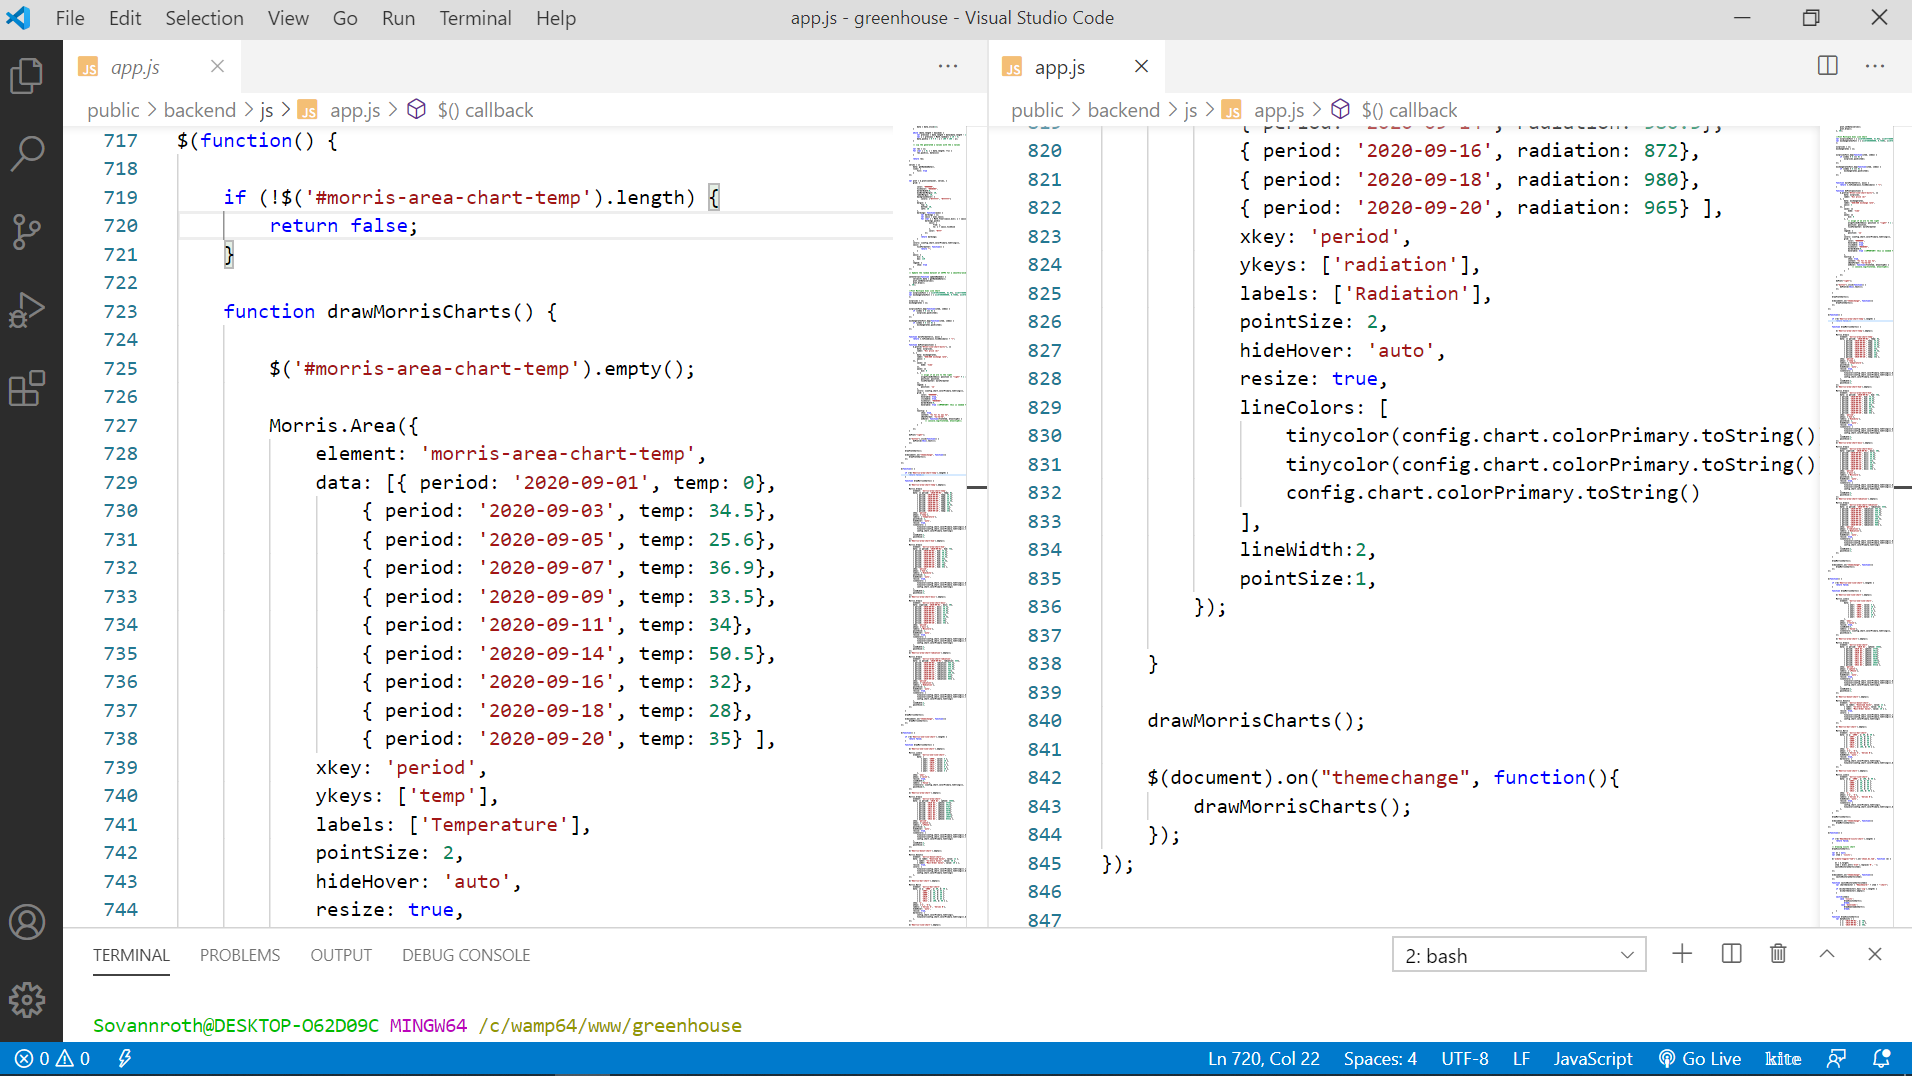 File Edit Selection View Go Run Terminal Help
app.js - greenhouse - Visual Studio Code
JS app.js
public > backend > js > JS app.js > $() callback
717 $(function() {
718
719 if (!$('#morris-area-chart-temp').length) {
720 return false;
721 }
722
723 function drawMorrisCharts() {
724
725 $('#morris-area-chart-temp').empty();
726
727 Morris.Area({
728 element: 'morris-area-chart-temp',
729 data: [{ period: '2020-09-01', temp: 0},
730 { period: '2020-09-03', temp: 34.5},
731 { period: '2020-09-05', temp: 25.6},
732 { period: '2020-09-07', temp: 36.9},
733 { period: '2020-09-09', temp: 33.5},
734 { period: '2020-09-11', temp: 34},
735 { period: '2020-09-14', temp: 50.5},
736 { period: '2020-09-16', temp: 32},
737 { period: '2020-09-18', temp: 28},
738 { period: '2020-09-20', temp: 35} ],
739 xkey: 'period',
740 ykeys: ['temp'],
741 labels: ['Temperature'],
742 pointSize: 2,
743 hideHover: 'auto',
744 resize: true,
JS app.js
public > backend > js > JS app.js > $() callback
819 { period: '2020-09-14', radiation: 980.5},
820 { period: '2020-09-16', radiation: 872},
821 { period: '2020-09-18', radiation: 980},
822 { period: '2020-09-20', radiation: 965} ],
823 xkey: 'period',
824 ykeys: ['radiation'],
825 labels: ['Radiation'],
826 pointSize: 2,
827 hideHover: 'auto',
828 resize: true,
829 lineColors: [
830 tinycolor(config.chart.colorPrimary.toString()
831 tinycolor(config.chart.colorPrimary.toString()
832 config.chart.colorPrimary.toString()
833 ],
834 lineWidth:2,
835 pointSize:1,
836 });
837
838 }
839
840 drawMorrisCharts();
841
842 $(document).on("themechange", function(){
843 drawMorrisCharts();
844 });
845 });
846
847
TERMINAL PROBLEMS OUTPUT DEBUG CONSOLE
2: bash
Sovannroth@DESKTOP-O62D09C MINGW64 /c/wamp64/www/greenhouse
0 0
Ln 720, Col 22 Spaces: 4 UTF-8 LF JavaScript Go Live kite